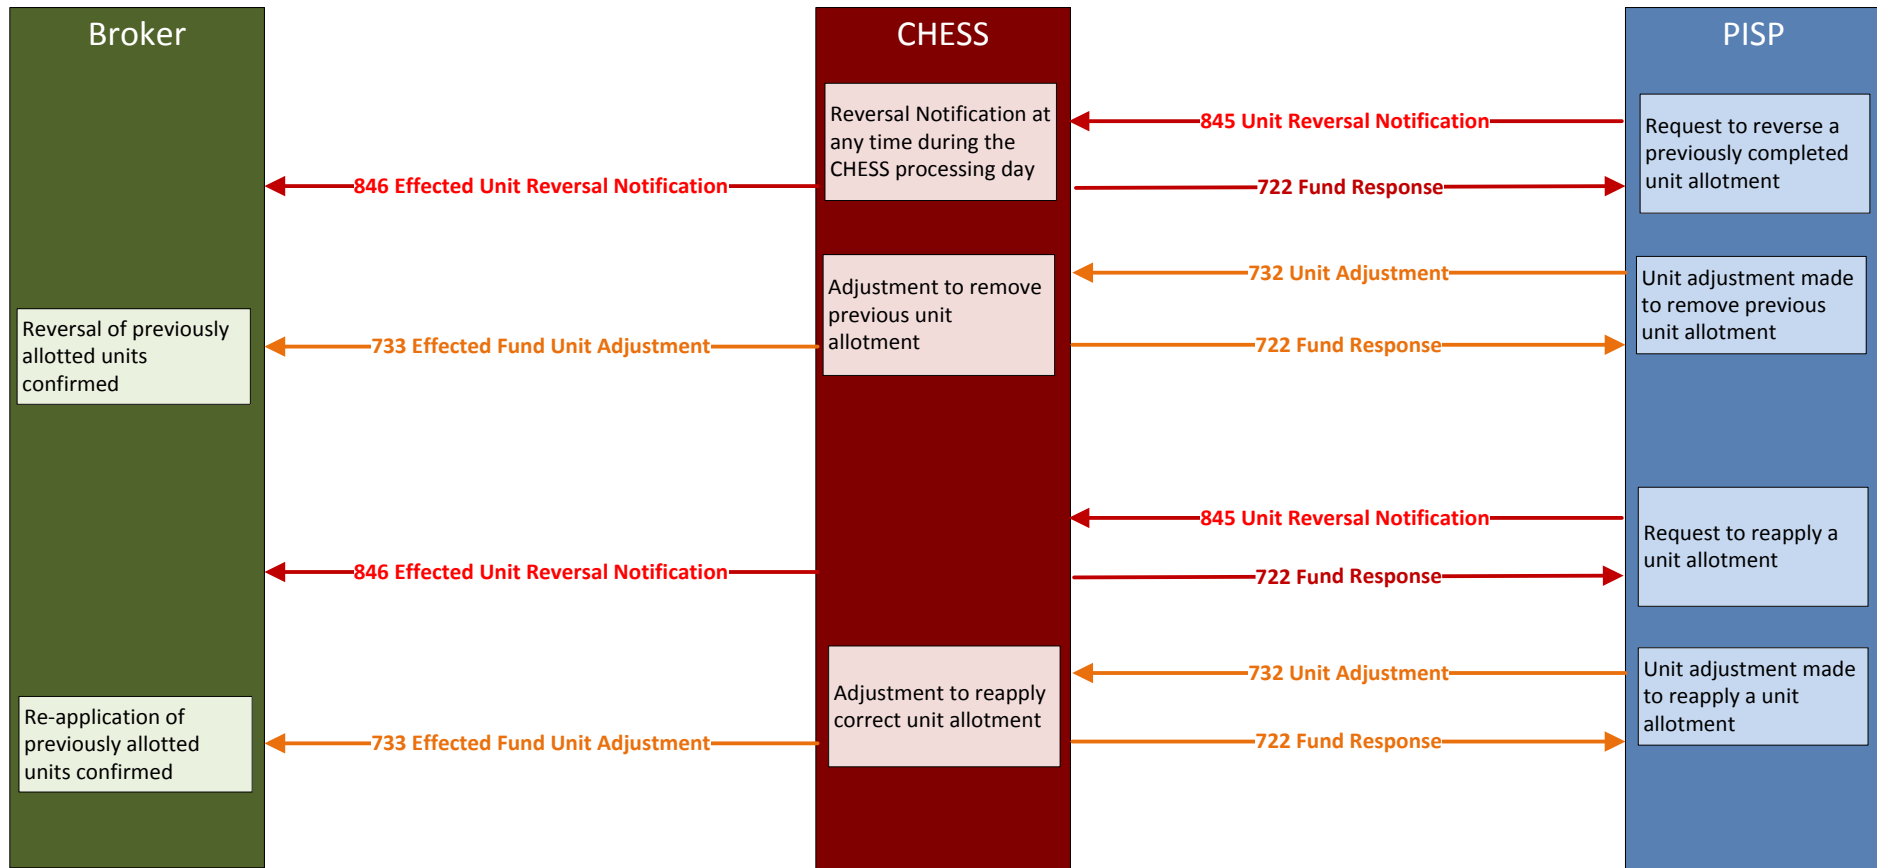 Broker
CHESS
PISP
Reversal Notification at
any time during the
CHESS processing day
845 Unit Reversal Notification
Request to reverse a
previously completed
unit allotment
846 Effected Unit Reversal Notification
722 Fund Response
732 Unit Adjustment
Adjustment to remove
previous unit
allotment
Unit adjustment made
to remove previous
unit allotment
Reversal of previously
allotted units
confirmed
733 Effected Fund Unit Adjustment
722 Fund Response
845 Unit Reversal Notification
Request to reapply a
unit allotment
846 Effected Unit Reversal Notification
722 Fund Response
732 Unit Adjustment
Adjustment to reapply
correct unit allotment
Unit adjustment made
to reapply a unit
allotment
Re-application of
previously allotted
units confirmed
733 Effected Fund Unit Adjustment
722 Fund Response